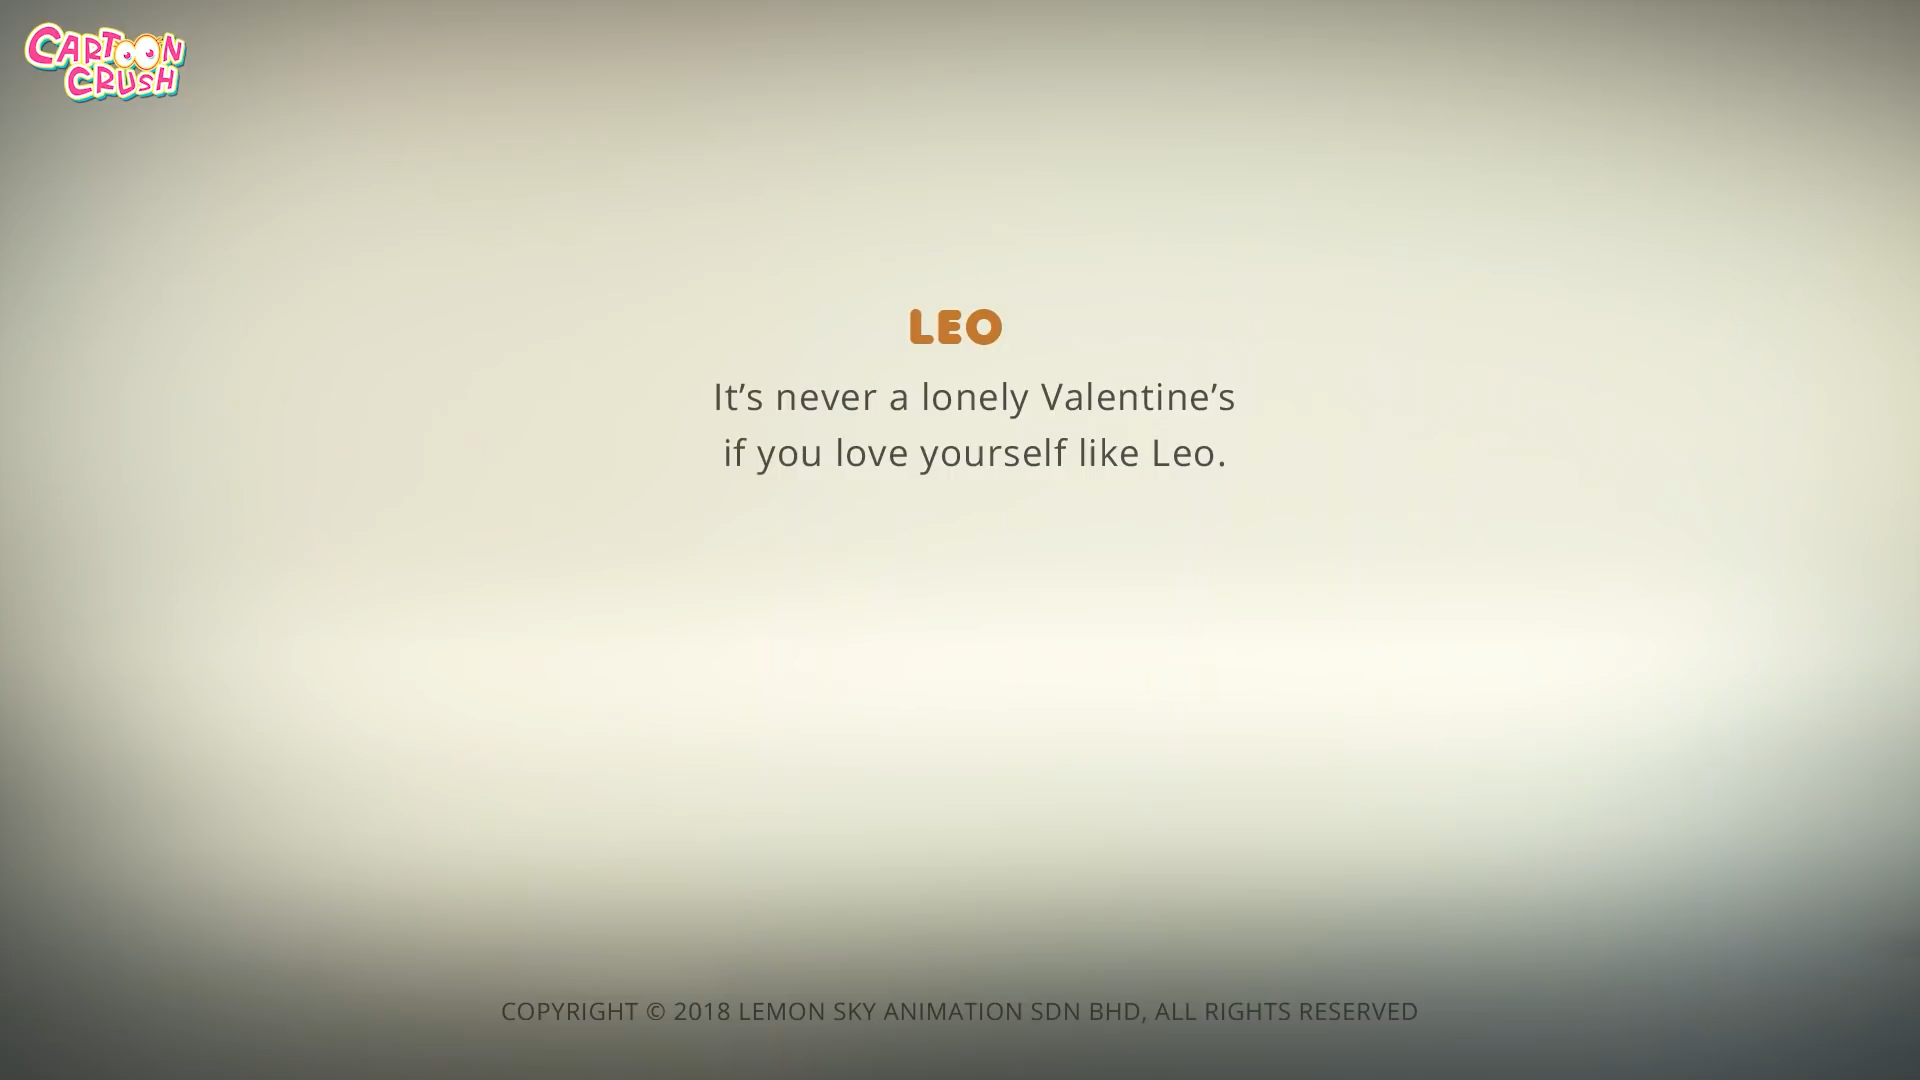 CARTOON
CRUSH
LEO
It’s never a lonely Valentine’s
if you love yourself like Leo.
COPYRIGHT © 2018 LEMON SKY ANIMATION SDN BHD, ALL RIGHTS RESERVED